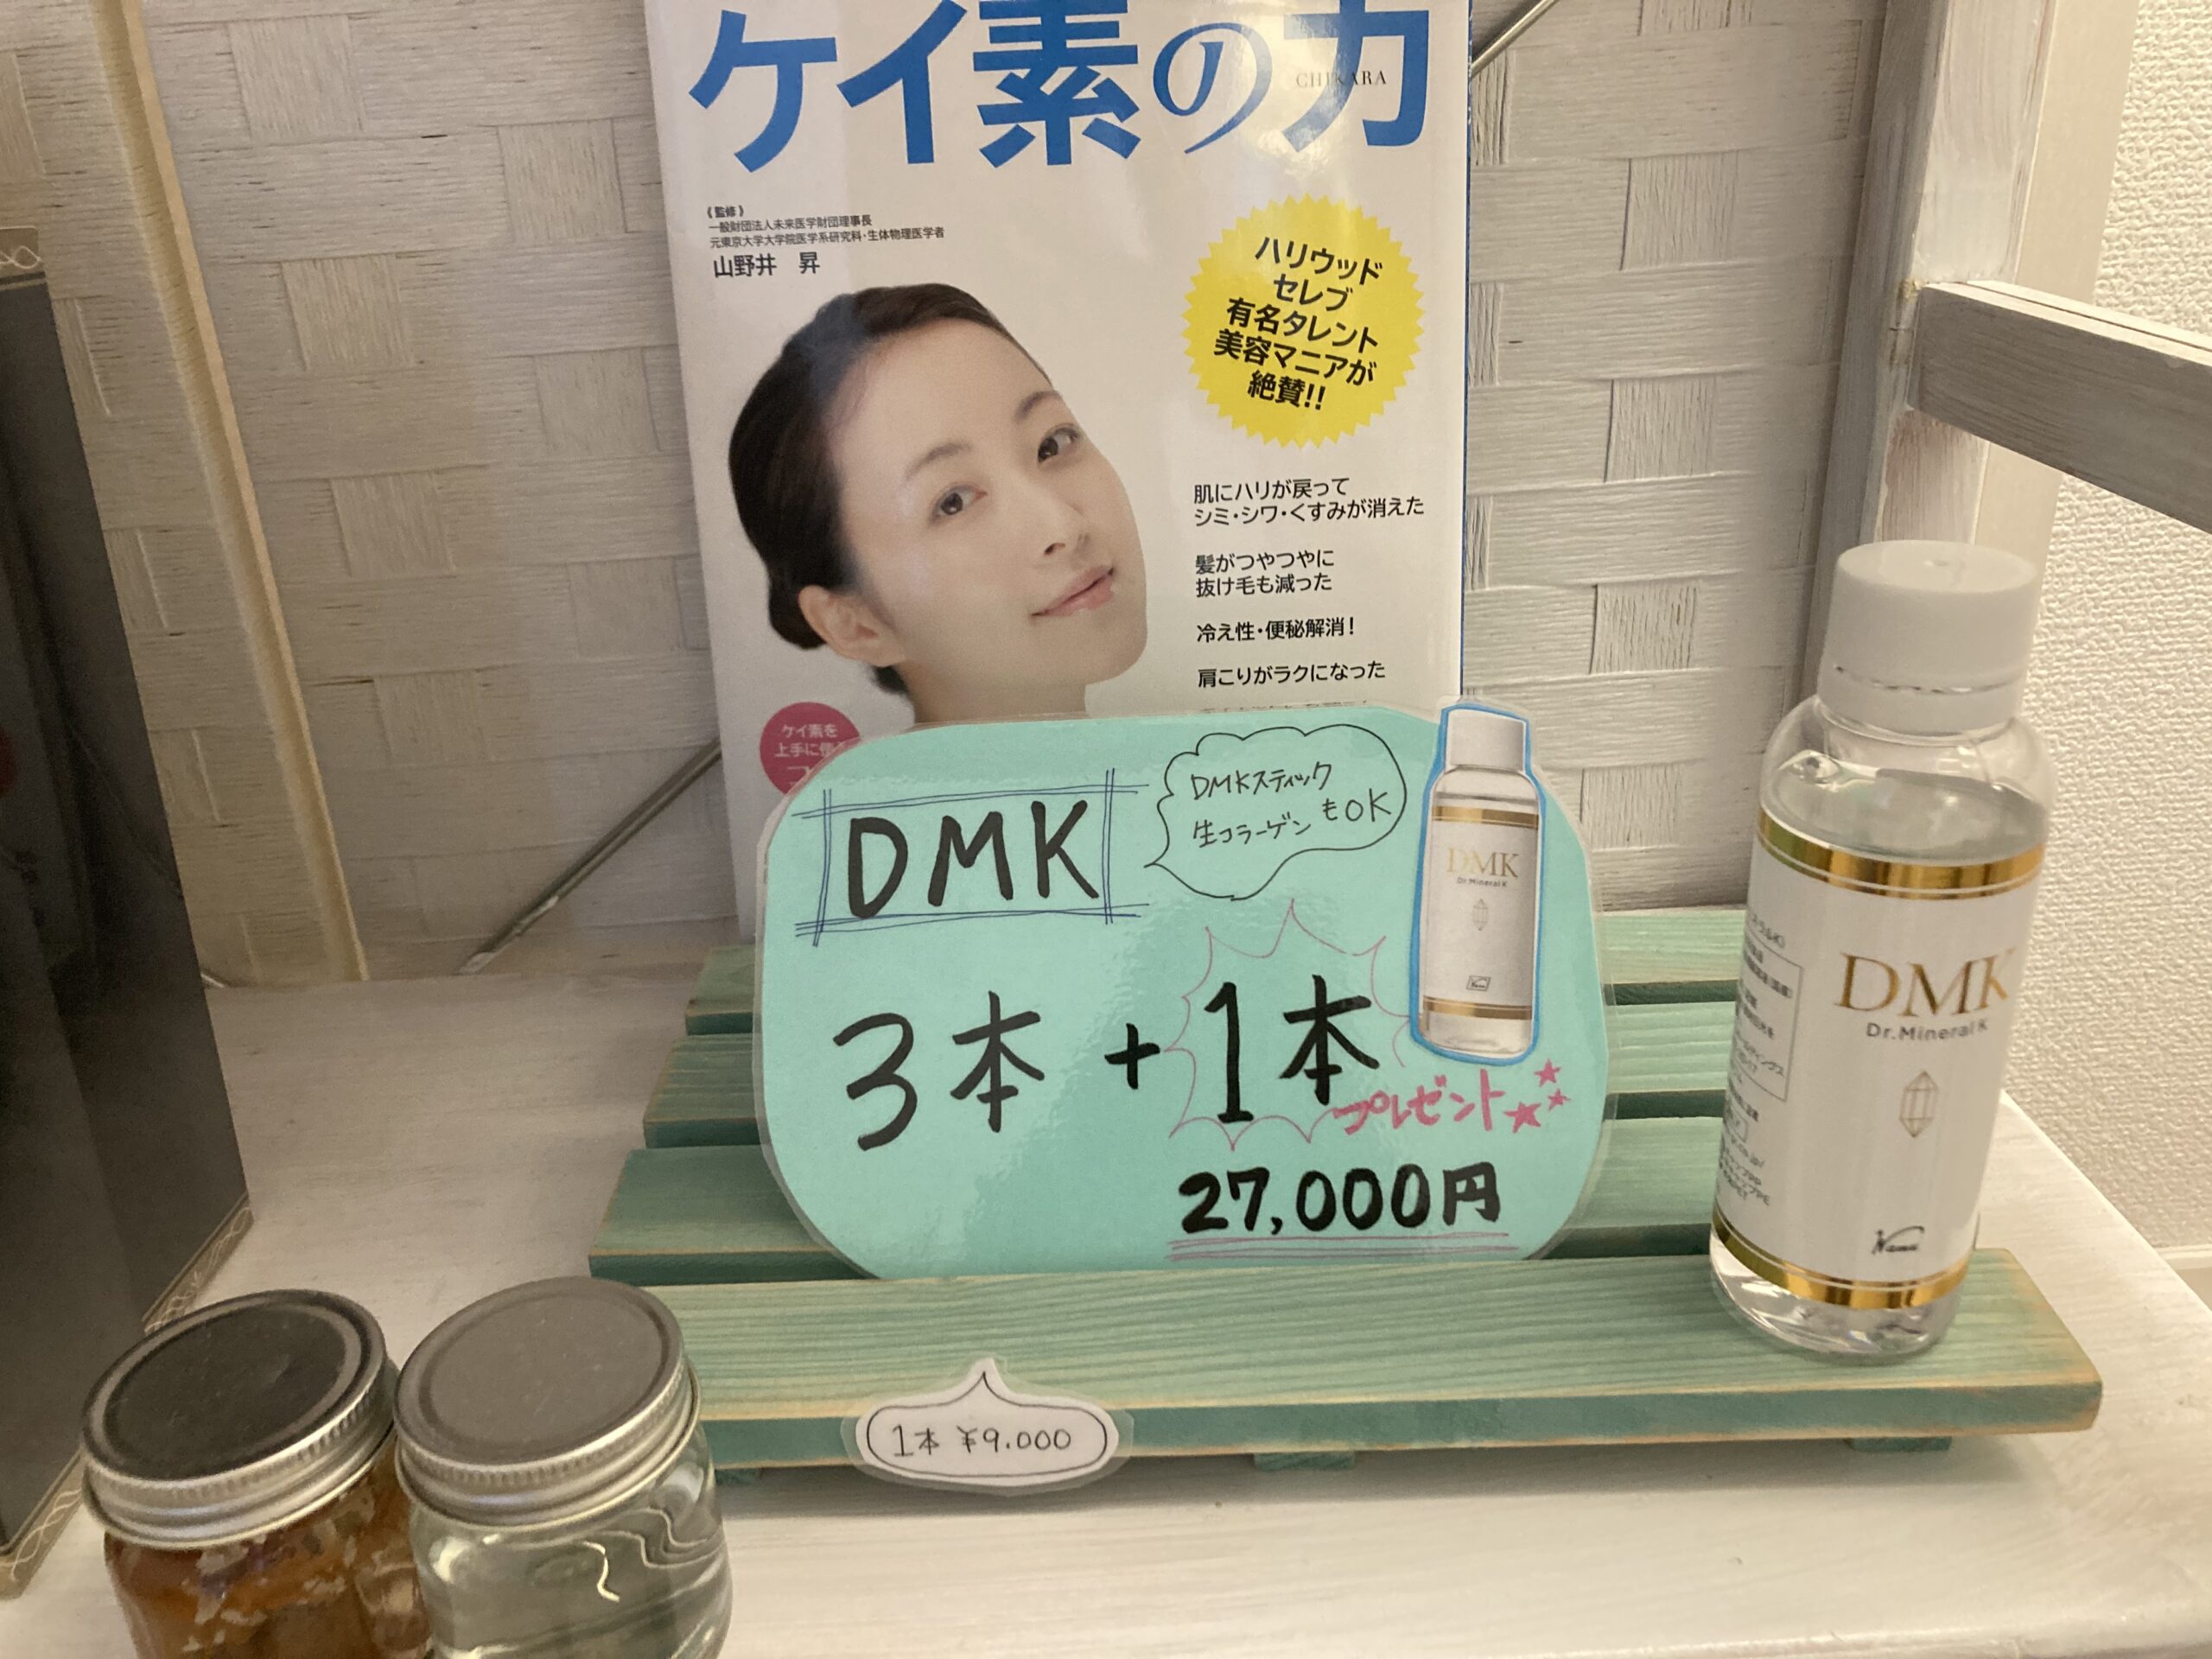 ケイ素の力
CHIKARA
《監修》
一般財団法人未来医学財団理事長
元東京大学大学院医学系研究科・生体物理医学者
山野井 昇
ハリウッド
セレブ
有名タレント
美容マニアが
絶賛!!
肌にハリが戻って
シミ・シワ・くすみが消えた
髪がつやつやに
抜け毛も減った
冷え性・便秘解消!
肩こりがラクになった
ケイ素を
上手に使う
DMK
DMKスティック
生コラーゲンもOK
DMK
Dr.Mineral K
3本+1本
プレゼント
27,000円
1本 ¥9.000
DMK
Dr.Mineral K